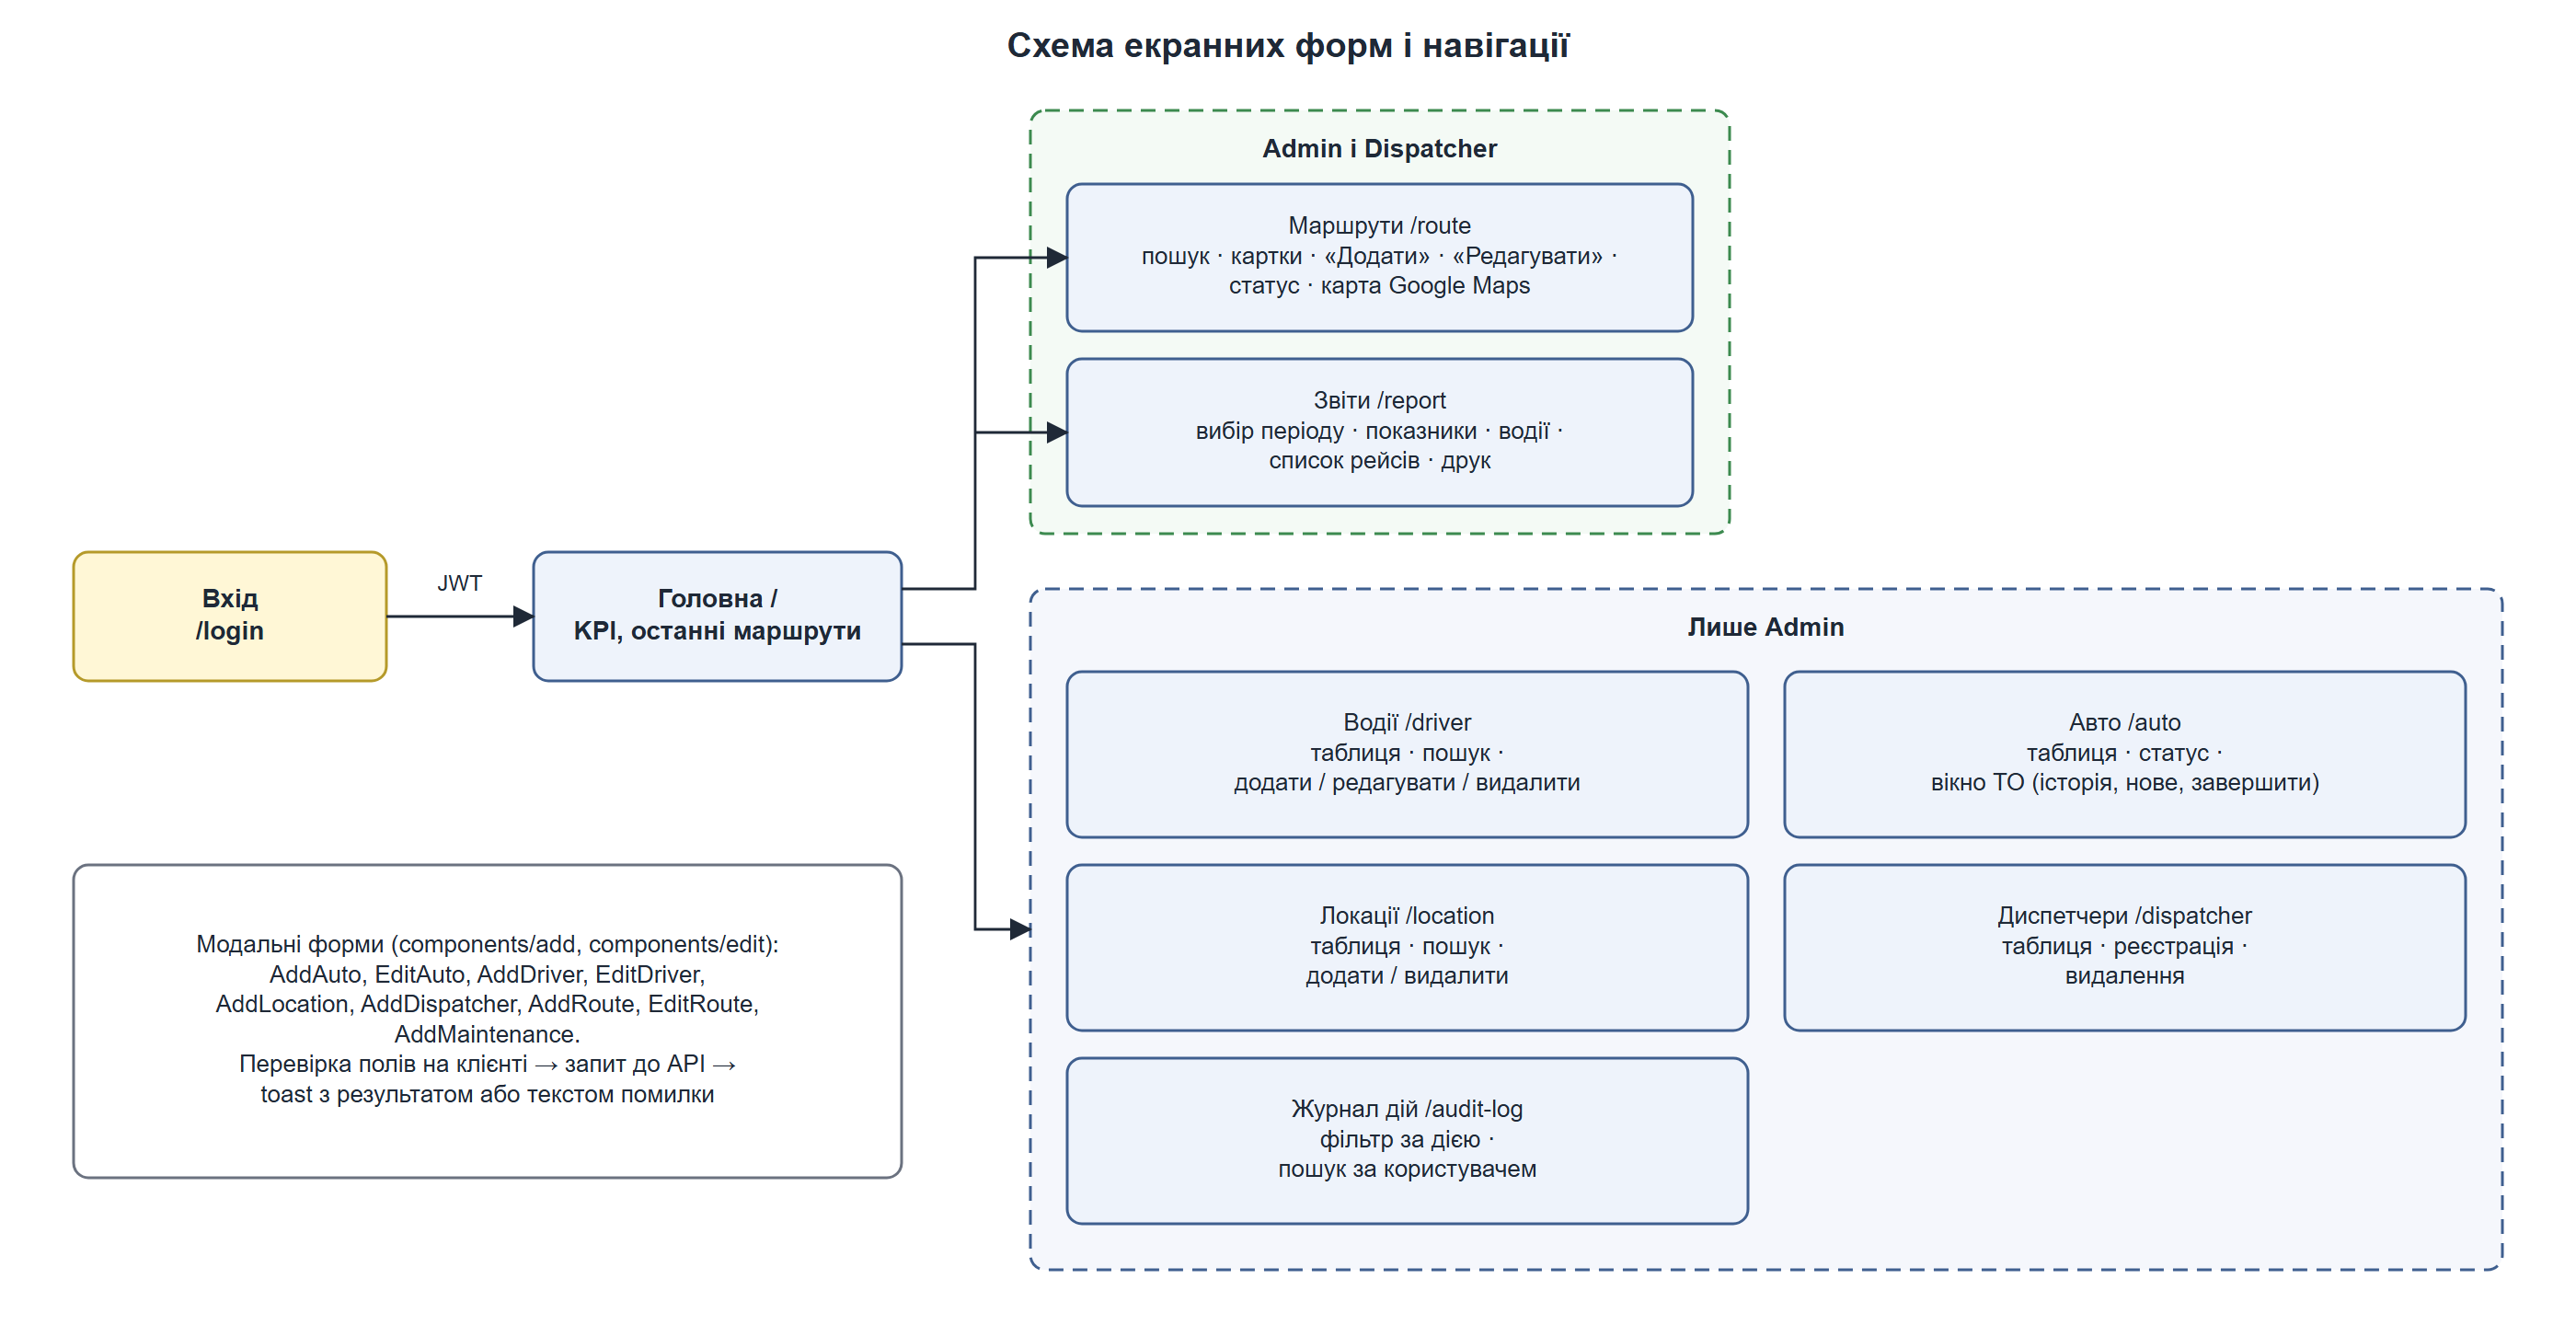 Схема екранних форм і навігації
Admin і Dispatcher
Маршрути /route
пошук · картки · «Додати» · «Редагувати» ·
статус · карта Google Maps
Звіти /report
вибір періоду · показники · водії ·
список рейсів · друк
Вхід
/login
JWT
Головна /
KPI, останні маршрути
Лише Admin
Водії /driver
таблиця · пошук ·
додати / редагувати / видалити
Авто /auto
таблиця · статус ·
вікно ТО (історія, нове, завершити)
Локації /location
таблиця · пошук ·
додати / видалити
Диспетчери /dispatcher
таблиця · реєстрація ·
видалення
Журнал дій /audit-log
фільтр за дією ·
пошук за користувачем
Модальні форми (components/add, components/edit):
AddAuto, EditAuto, AddDriver, EditDriver,
AddLocation, AddDispatcher, AddRoute, EditRoute,
AddMaintenance.
Перевірка полів на клієнті → запит до API →
toast з результатом або текстом помилки